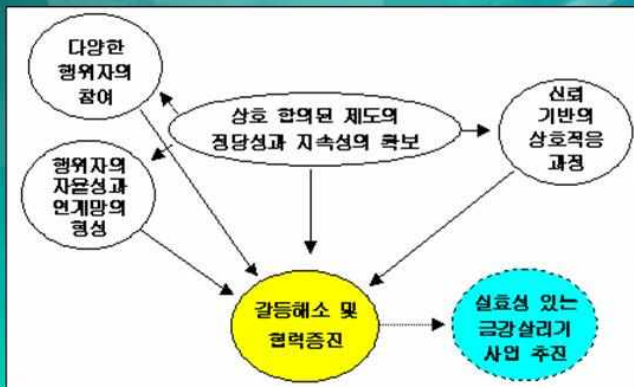 다양한
행위자의
참여
상호 합의된 제도의
정당성과 지속성의 확보
신뢰
기반의
상호적응
과정
행위자의
자율성과
연계망의
형성
갈등해소 및
협력증진
실효성 있는
금강살리기
사업 추진